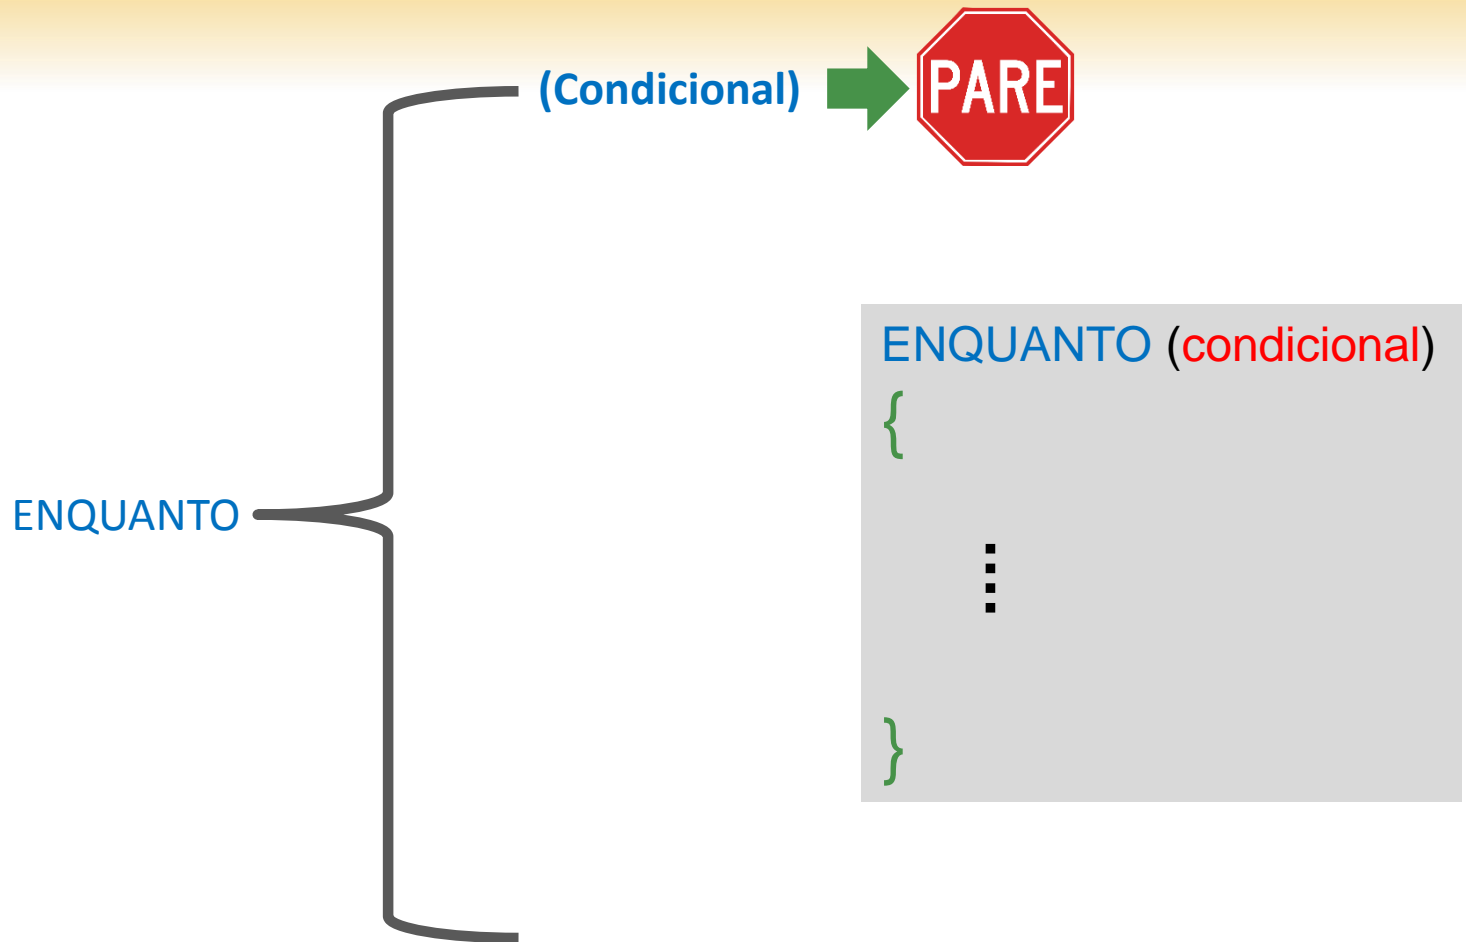 (Condicional)
PARE
ENQUANTO
ENQUANTO (condicional)
{
}